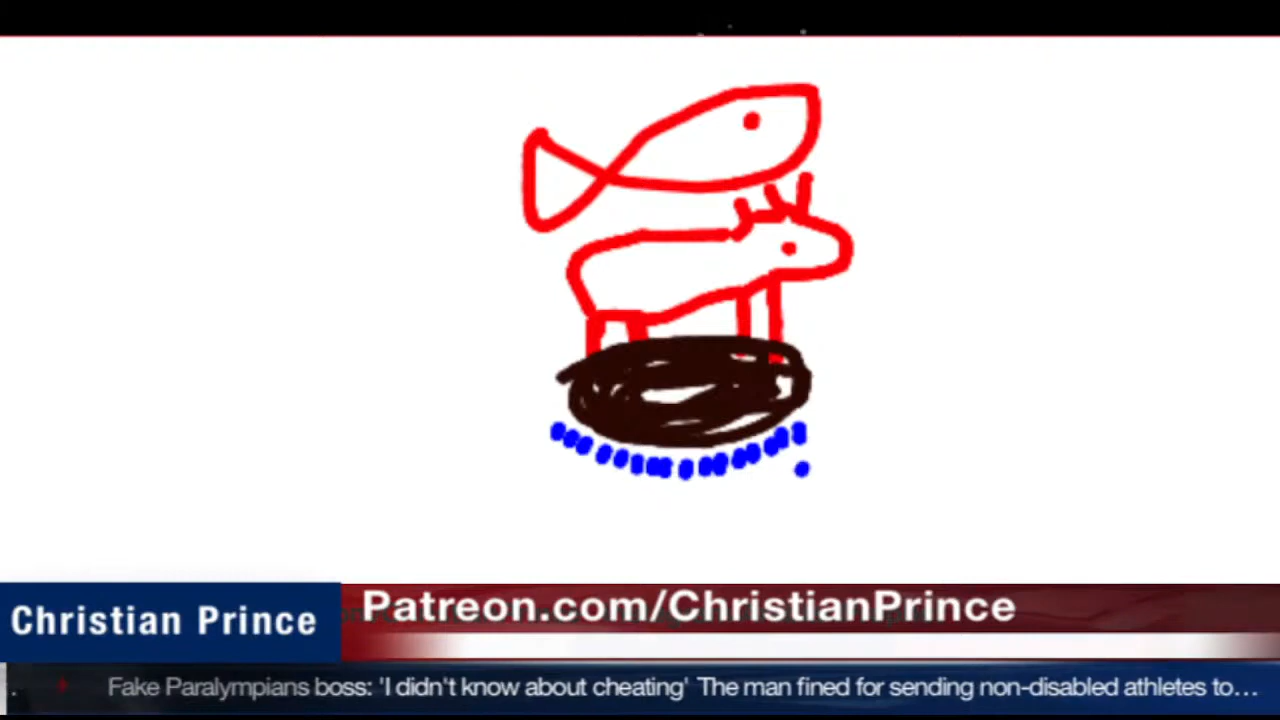 Patreon.com/ChristianPrince
Christian Prince
Fake Paralympians boss: 'I didn't know about cheating' The man fined for sending non-disabled athletes to…